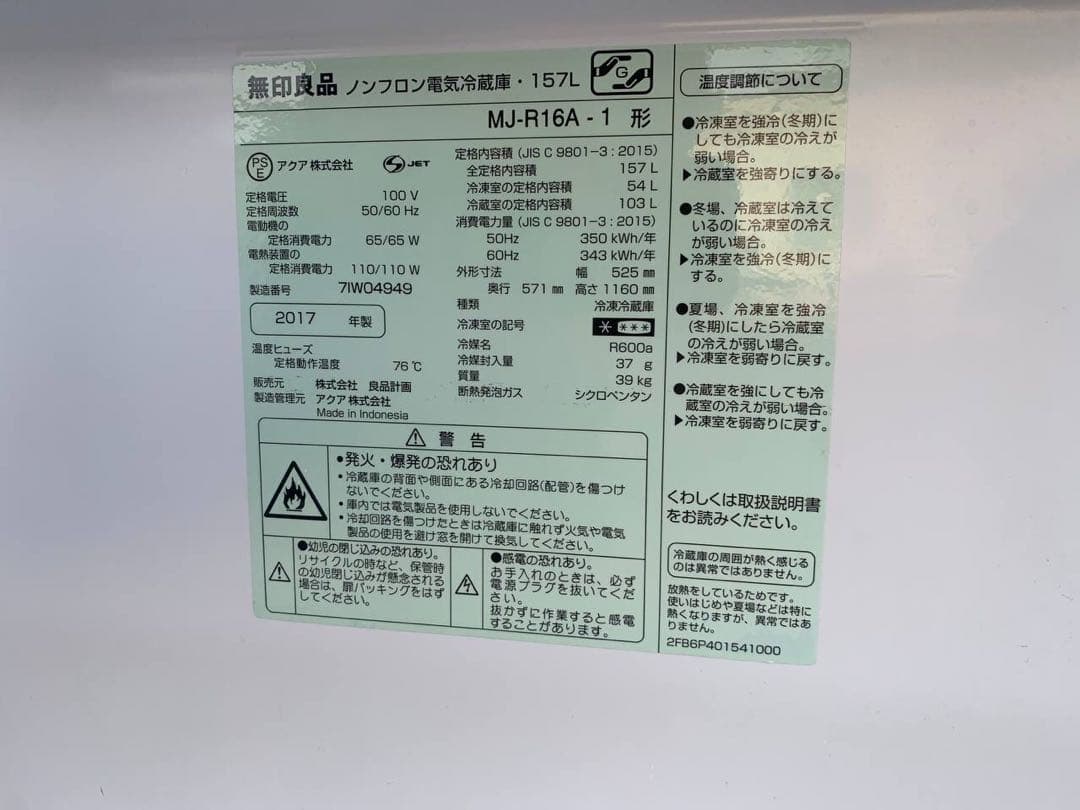 無印良品 ノンフロン電気冷蔵庫・157L
G
MJ-R16A-1 形
PS
E
アクア株式会社
S JET
定格電圧 100 V
定格周波数 50/60 Hz
電動機の
定格消費電力 65/65 W
電熱装置の
定格消費電力 110/110 W
製造番号 7IW04949
2017 年製
温度ヒューズ
定格動作温度 76 ℃
販売元 株式会社 良品計画
製造管理元 アクア株式会社
Made in Indonesia
定格内容積 (JIS C 9801-3 : 2015)
全定格内容積 157 L
冷凍室の定格内容積 54 L
冷蔵室の定格内容積 103 L
消費電力量 (JIS C 9801-3 : 2015)
50Hz 350 kWh/年
60Hz 343 kWh/年
外形寸法 幅 525 mm
奥行 571 mm 高さ 1160 mm
種類 冷凍冷蔵庫
冷凍室の記号 * ***
冷媒名 R600a
冷媒封入量 37 g
質量 39 kg
断熱発泡ガス シクロペンタン
警告
●発火・爆発の恐れあり
・冷蔵庫の背面や側面にある冷却回路(配管)を傷つけ
ないでください。
・庫内では電気製品を使用しないでください。
・冷却回路を傷つけたときは冷蔵庫に触れず火気や電気
製品の使用を避け窓を開けて換気してください。
●幼児の閉じ込みの恐れあり。
リサイクルの時など、保管時
の幼児閉じ込みが懸念される
場合は、扉パッキングをはず
してください。
●感電の恐れあり。
お手入れのときは、必ず
電源プラグを抜いてくだ
さい。
抜かずに作業すると感電
することがあります。
温度調節について
●冷凍室を強冷(冬期)に
しても冷凍室の冷えが
弱い場合。
▶冷蔵室を強寄りにする。
●冬場、冷蔵室は冷えて
いるのに冷凍室の冷え
が弱い場合。
▶冷凍室を強冷(冬期)に
する。
●夏場、冷凍室を強冷
(冬期)にしたら冷蔵室
の冷えが弱い場合。
▶冷凍室を弱寄りに戻す。
●冷蔵室を強にしても冷
蔵室の冷えが弱い場合。
▶冷凍室を弱寄りに戻す。
くわしくは取扱説明書
をお読みください。
冷蔵庫の周囲が熱く感じる
のは異常ではありません。
放熱をしているためです。
使いはじめや夏場などは特に
熱くなりますが、異常ではあ
りません。
2FB6P401541000